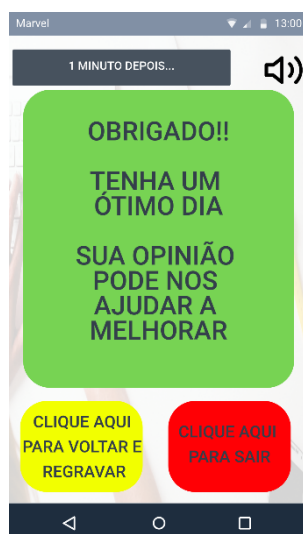 Marvel
13:00
1 MINUTO DEPOIS...
OBRIGADO!!
TENHA UM
ÓTIMO DIA
SUA OPINIÃO
PODE NOS
AJUDAR A
MELHORAR
CLIQUE AQUI
PARA VOLTAR E
REGRAVAR
CLIQUE AQUI
PARA SAIR